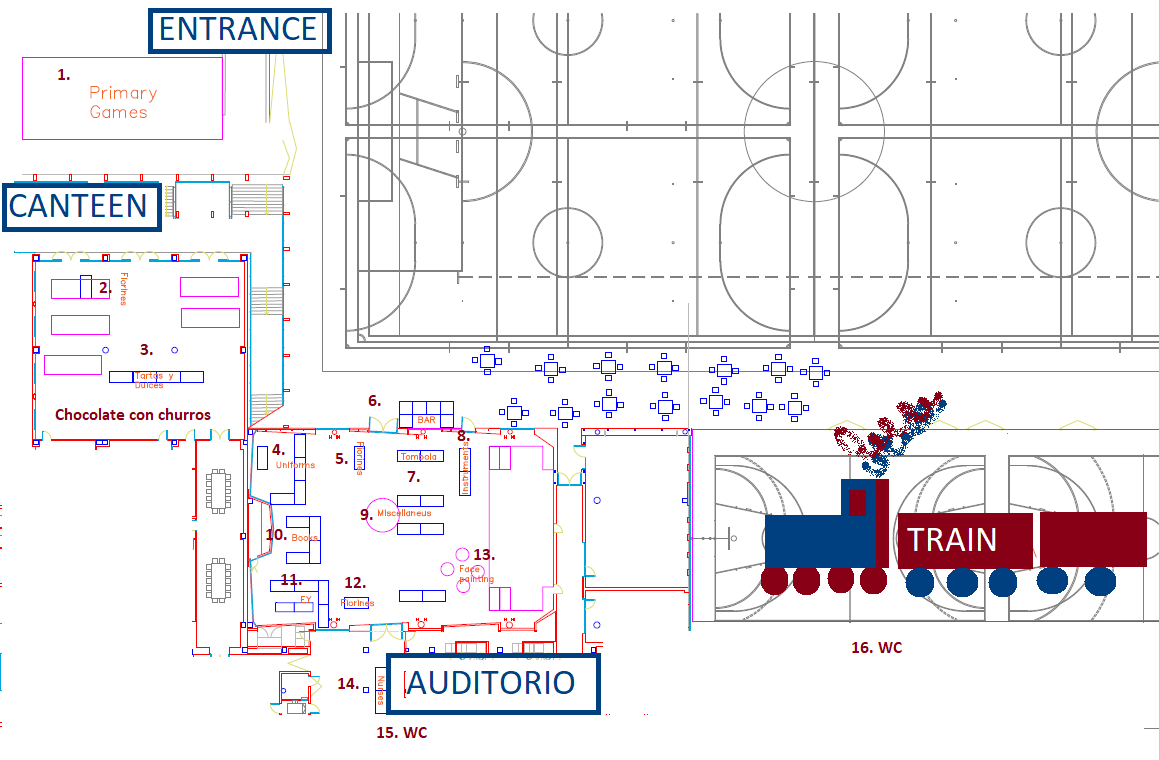 ENTRANCE
1.
Primary
Games
CANTEEN
2.
Florines
3.
Tartas y
Dulces
Chocolate con churros
6.
BAR
4.
Uniforms
5.
Florines
Tombola
8.
Instruments
7.
9.
Miscellaneus
10.
Books
13.
Face
painting
11.
EY
12.
Florines
TRAIN
14.
Nurses
AUDITORIO
15. WC
16. WC